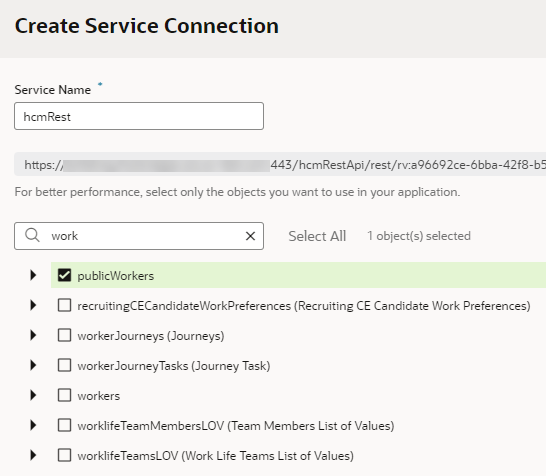 Create Service Connection
Service Name *
hcmRest
https:// 443/hcmRestApi/rest/rv:a96692ce-6bba-42f8-b5
For better performance, select only the objects you want to use in your application.
work Select All 1 object(s) selected
publicWorkers
recruitingCECandidateWorkPreferences (Recruiting CE Candidate Work Preferences)
workerJourneys (Journeys)
workerJourneyTasks (Journey Task)
workers
worklifeTeamMembersLOV (Team Members List of Values)
worklifeTeamsLOV (Work Life Teams List of Values)